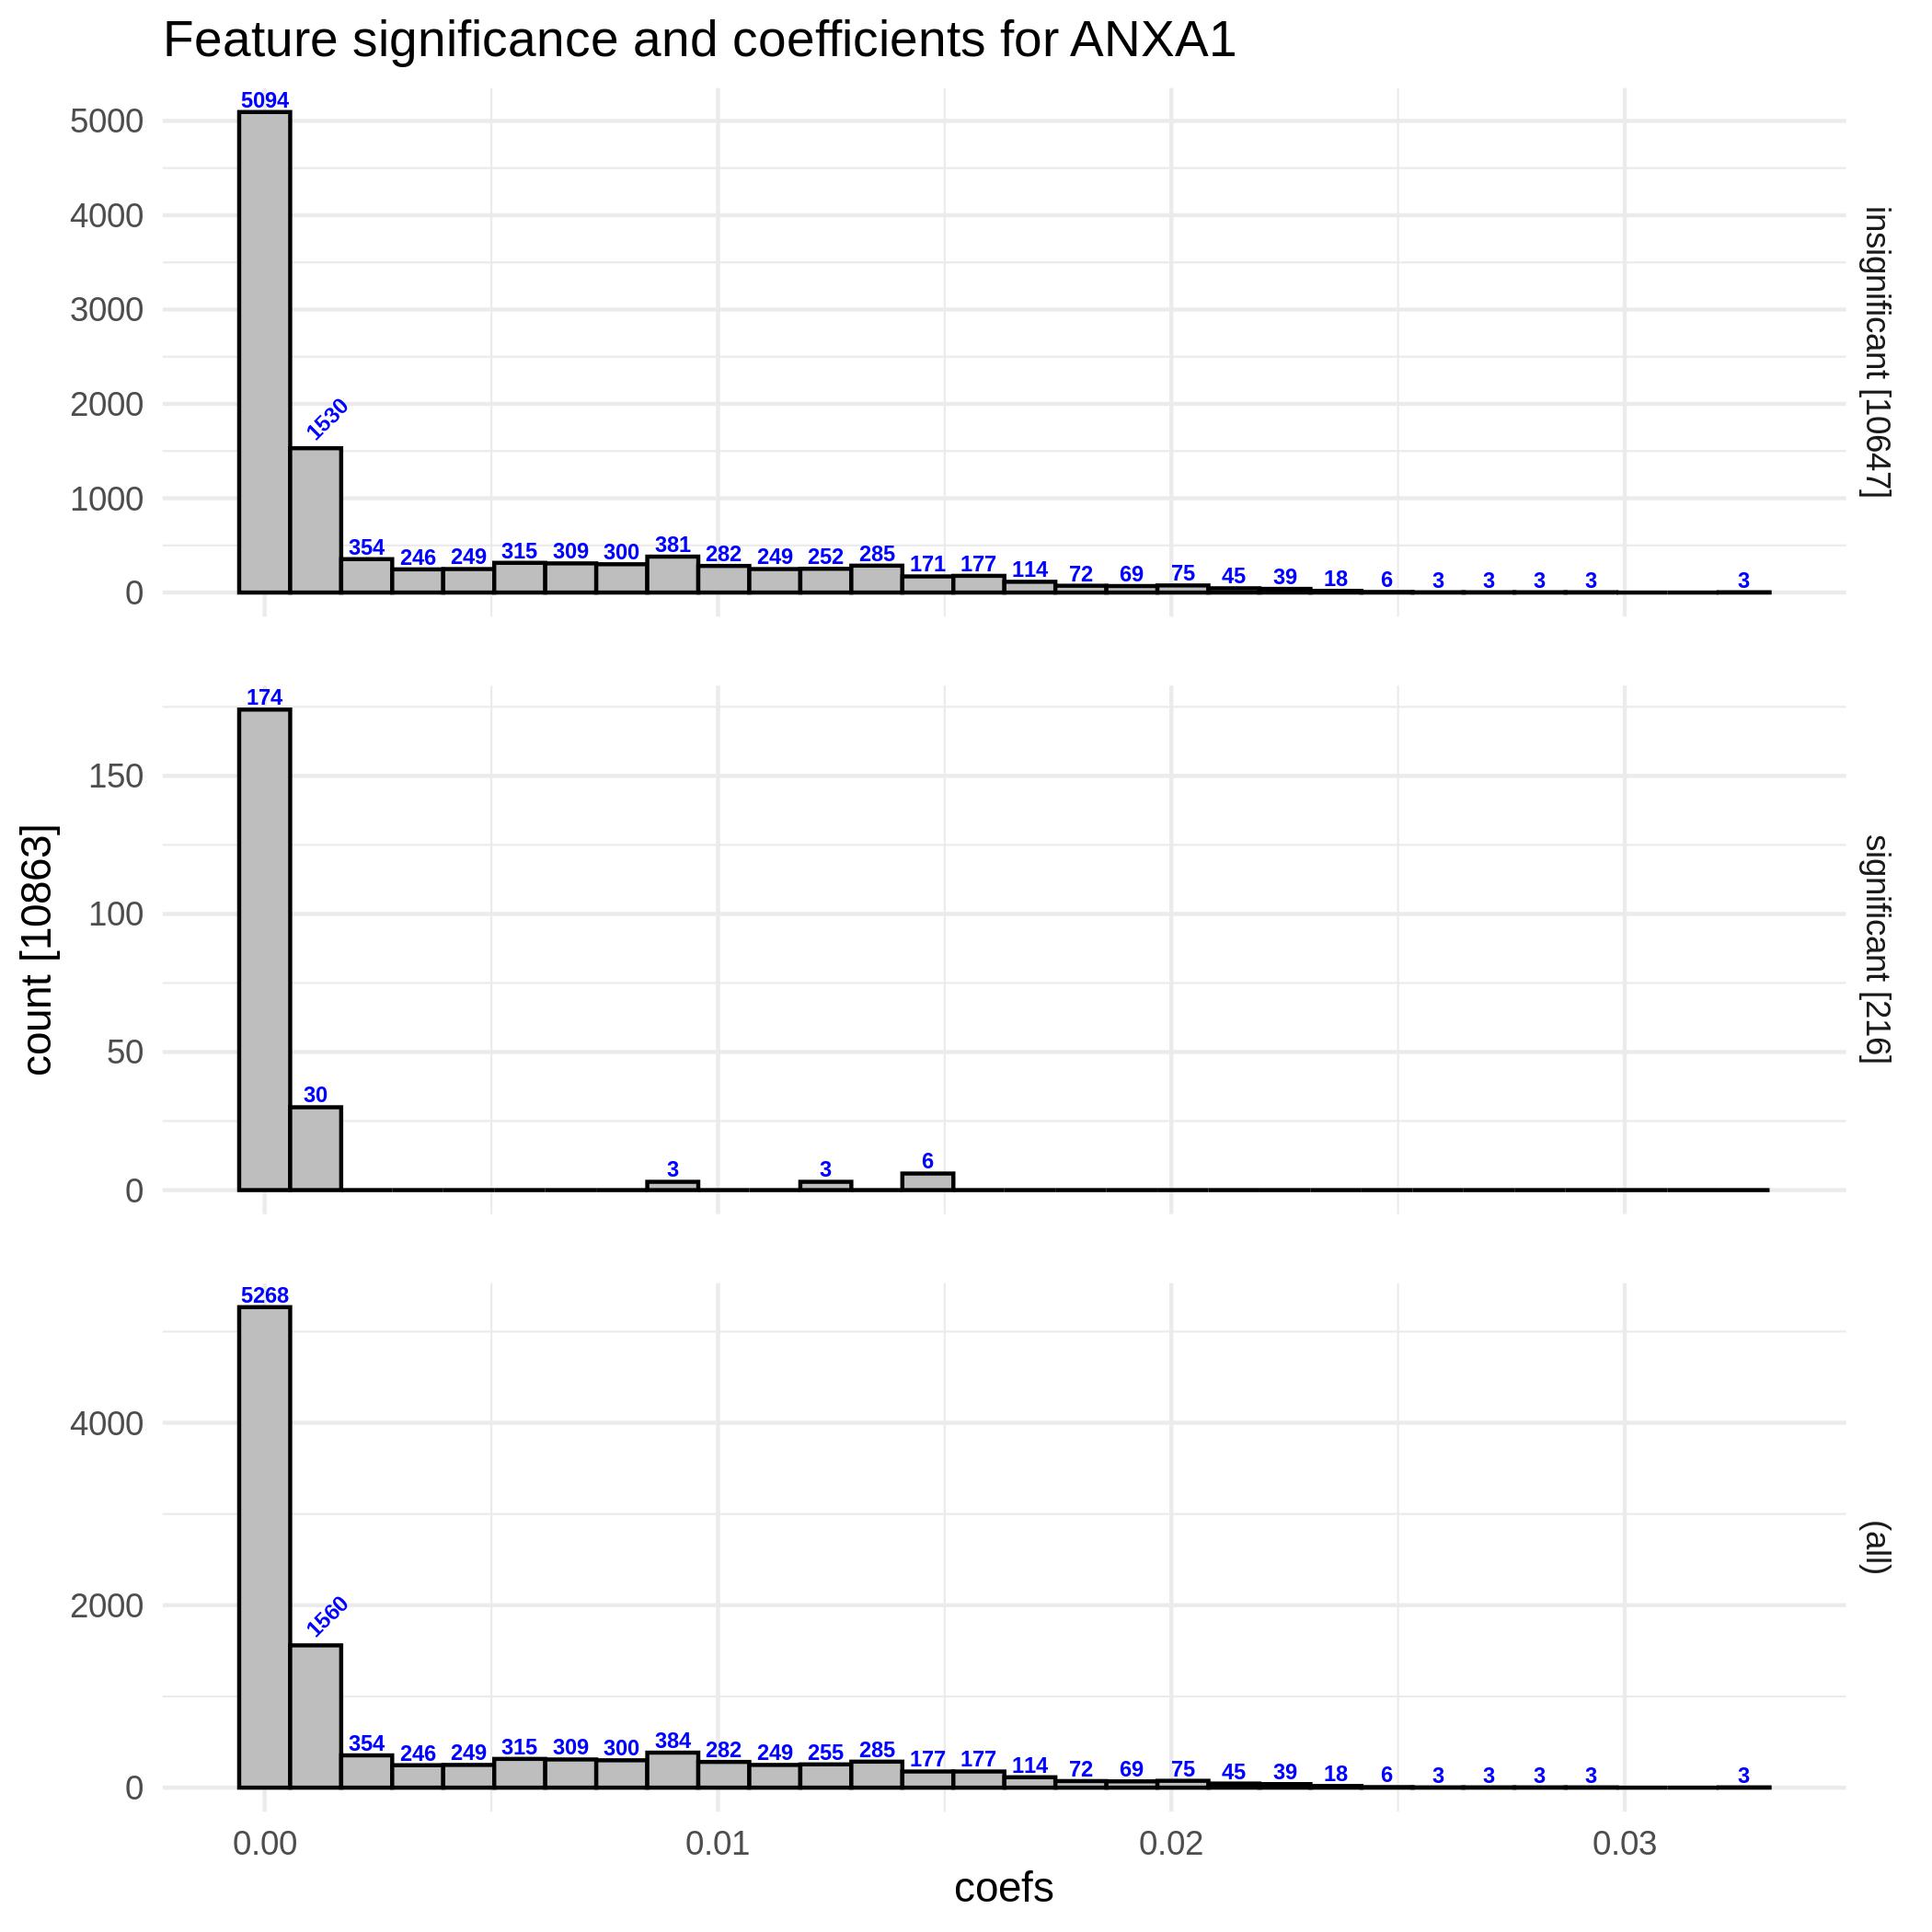 Feature significance and coefficients for ANXA1
5094
5000
4000
3000
2000
1000
0
1530
354 246 249 315 309 300 381 282 249 252 285 171 177 114 72 69 75 45 39 18 6 3 3 3 3 3
insignificant [10647]
count [10863]
174
150
100
50
0
30
3 3 6
significant [216]
5268
4000
2000
0
1560
354 246 249 315 309 300 384 282 249 255 285 177 177 114 72 69 75 45 39 18 6 3 3 3 3 3
(all)
0.00 0.01 0.02 0.03
coefs